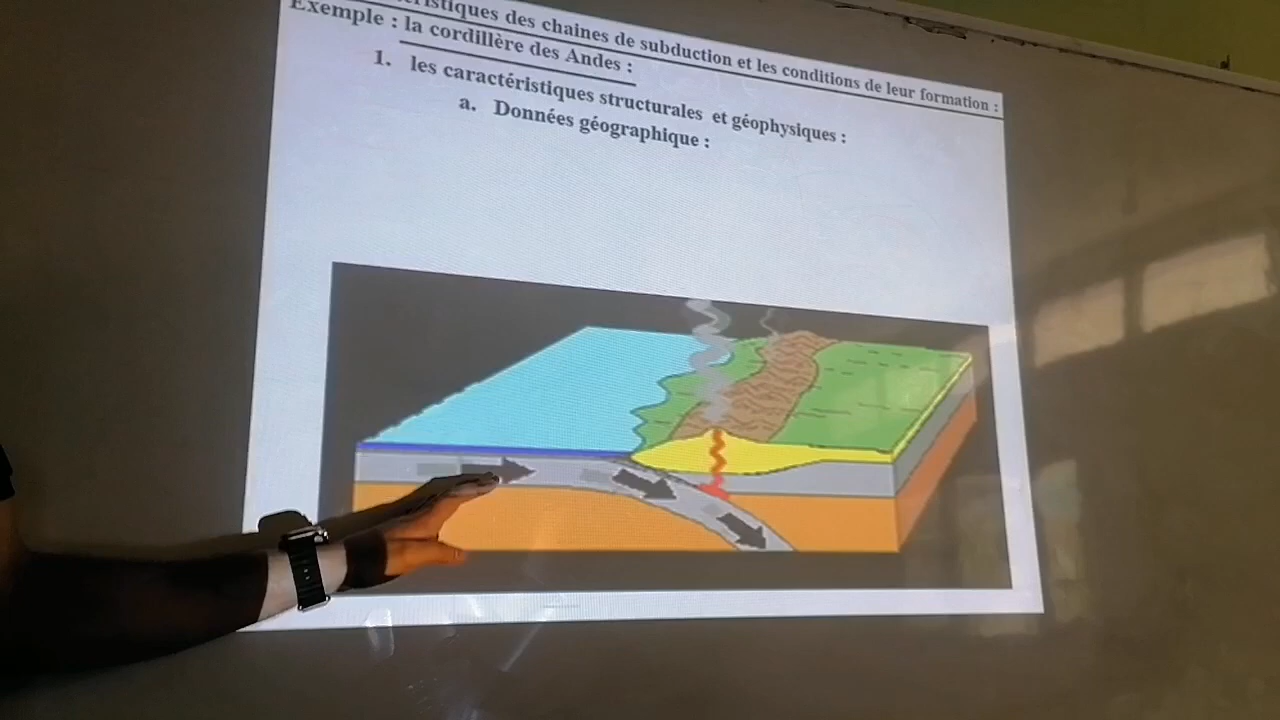 des chaines de subduction et les conditions de leur formation :
Exemple : la cordillère des Andes :
1. les caractéristiques structurales et géophysiques :
a. Données géographique :